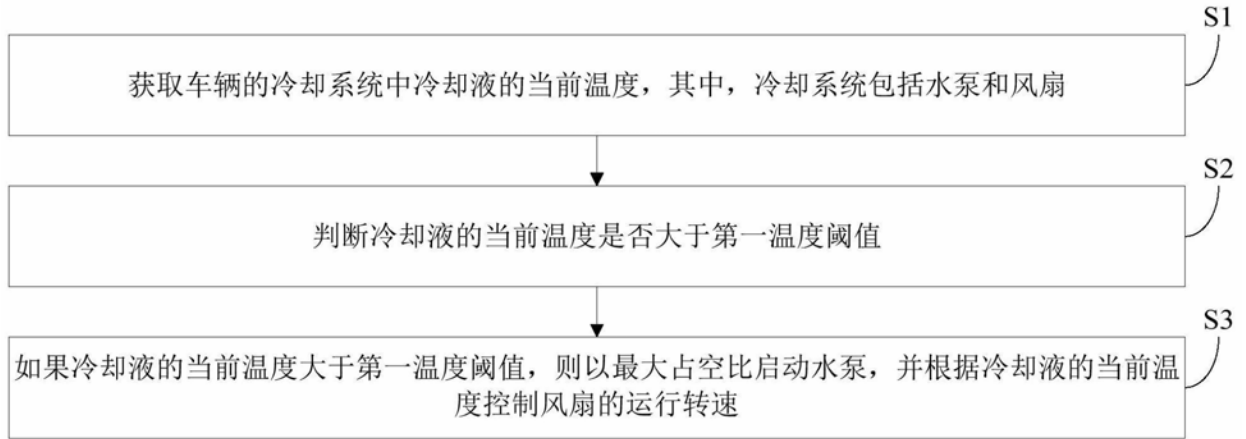 S1
获取车辆的冷却系统中冷却液的当前温度，其中，冷却系统包括水泵和风扇
S2
判断冷却液的当前温度是否大于第一温度阈值
S3
如果冷却液的当前温度大于第一温度阈值，则以最大占空比启动水泵，并根据冷却液的当前温
度控制风扇的运行转速